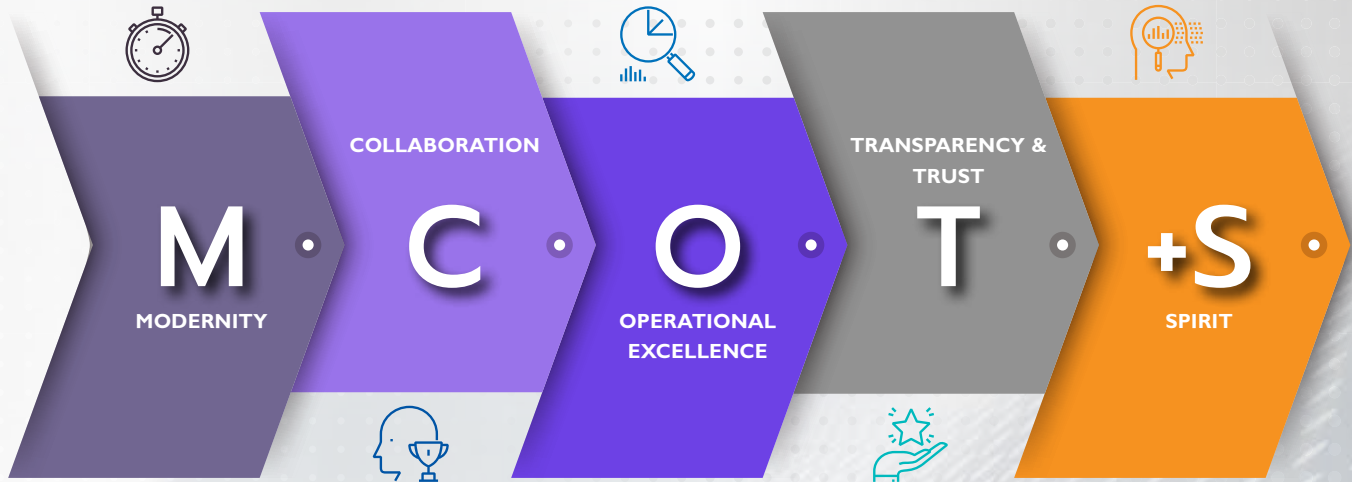 M
MODERNITY
COLLABORATION
C
O
OPERATIONAL
EXCELLENCE
TRANSPARENCY &
TRUST
T
+S
SPIRIT